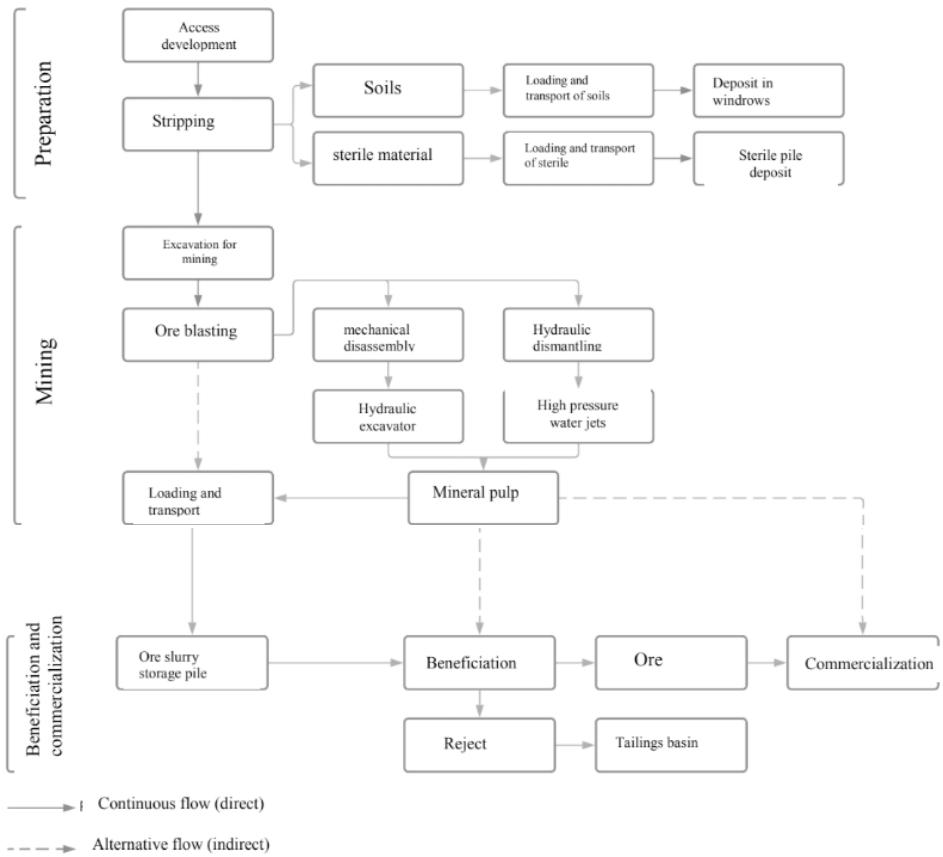 Preparation
Access
development
Stripping
Soils
Loading and
transport of soils
Deposit in
windrows
sterile material
Loading and transport
of sterile
Sterile pile
deposit
Mining
Excavation for
mining
Ore blasting
mechanical
disassembly
Hydraulic
dismantling
Hydraulic
excavator
High pressure
water jets
Loading and
transport
Mineral pulp
Beneficiation and
commercialization
Ore slurry
storage pile
Beneficiation
Ore
Commercialization
Reject
Tailings basin
Continuous flow (direct)
Alternative flow (indirect)